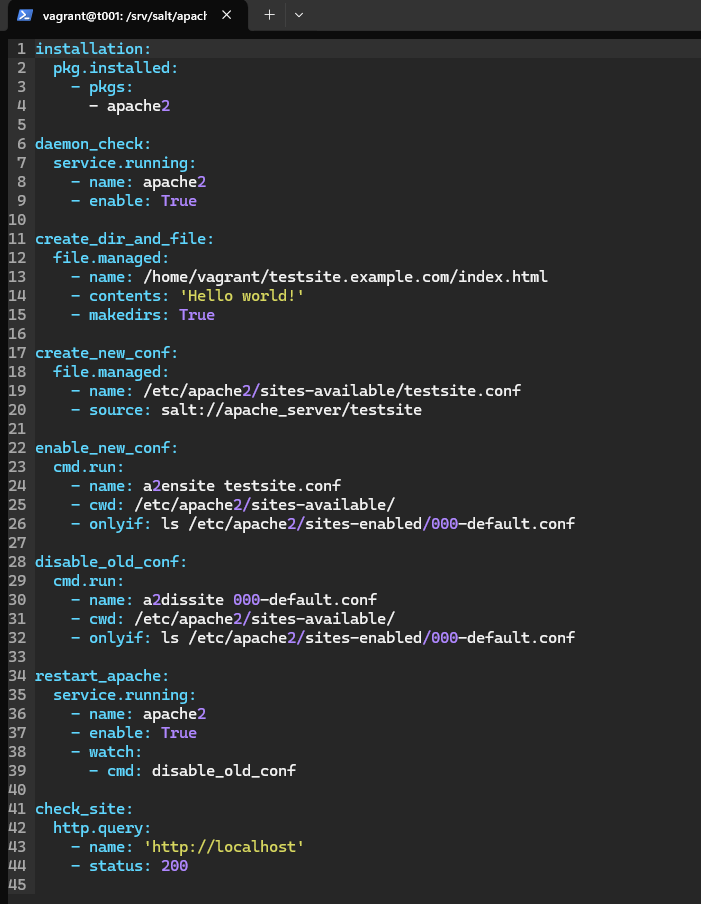 vagrant@t001: /srv/salt/apach
1 installation:
2   pkg.installed:
3     - pkgs:
4       - apache2
5
6 daemon_check:
7   service.running:
8     - name: apache2
9     - enable: True
10
11 create_dir_and_file:
12   file.managed:
13     - name: /home/vagrant/testsite.example.com/index.html
14     - contents: 'Hello world!'
15     - makedirs: True
16
17 create_new_conf:
18   file.managed:
19     - name: /etc/apache2/sites-available/testsite.conf
20     - source: salt://apache_server/testsite
21
22 enable_new_conf:
23   cmd.run:
24     - name: a2ensite testsite.conf
25     - cwd: /etc/apache2/sites-available/
26     - onlyif: ls /etc/apache2/sites-enabled/000-default.conf
27
28 disable_old_conf:
29   cmd.run:
30     - name: a2dissite 000-default.conf
31     - cwd: /etc/apache2/sites-available/
32     - onlyif: ls /etc/apache2/sites-enabled/000-default.conf
33
34 restart_apache:
35   service.running:
36     - name: apache2
37     - enable: True
38     - watch:
39       - cmd: disable_old_conf
40
41 check_site:
42   http.query:
43     - name: 'http://localhost'
44     - status: 200
45